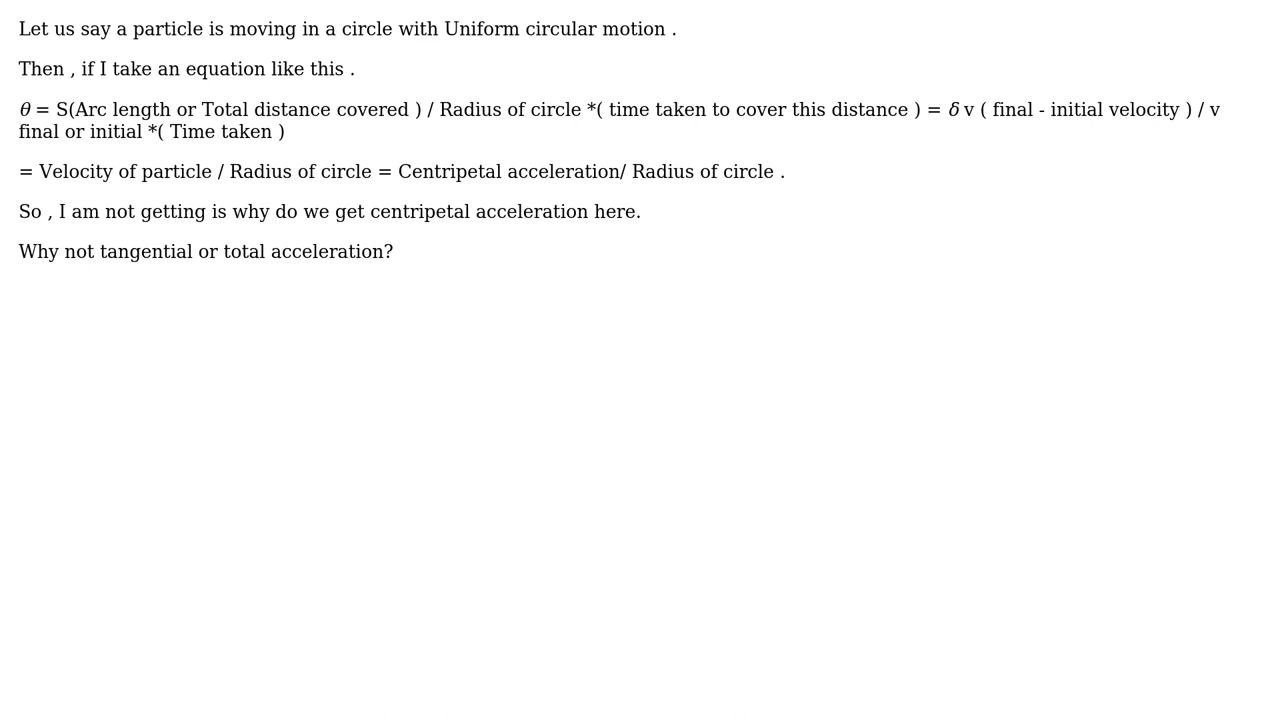 Let us say a particle is moving in a circle with Uniform circular motion .
Then , if I take an equation like this .
θ = S(Arc length or Total distance covered ) / Radius of circle *( time taken to cover this distance ) = δ v ( final - initial velocity ) / v
final or initial *( Time taken )
= Velocity of particle / Radius of circle = Centripetal acceleration/ Radius of circle .
So , I am not getting is why do we get centripetal acceleration here.
Why not tangential or total acceleration?